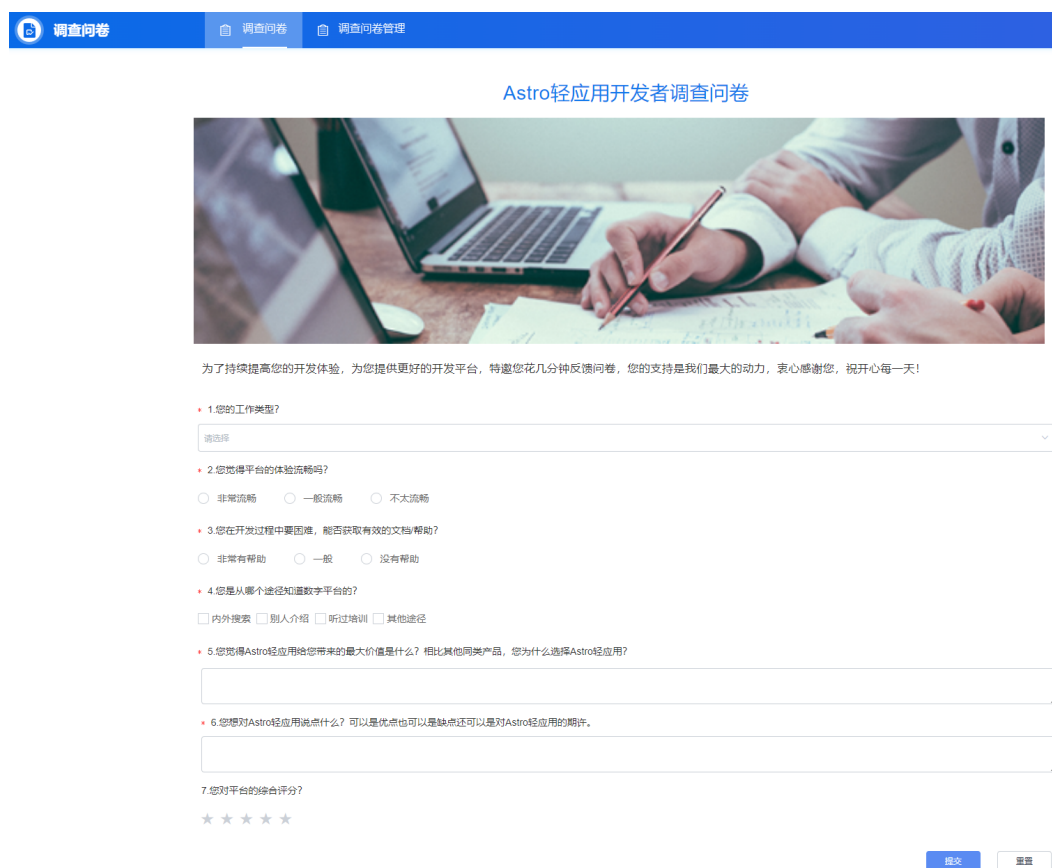 调查问卷
调查问卷
调查问卷管理
Astro轻应用开发者调查问卷
为了持续提高您的开发体验，为您提供更好的开发平台，特邀您花几分钟反馈问卷，您的支持是我们最大的动力，衷心感谢您，祝开心每一天！
* 1.您的工作类型?
请选择
* 2.您觉得平台的体验流畅吗?
非常流畅 一般流畅 不太流畅
* 3.您在开发过程中要困难，能否获取有效的文档/帮助?
非常有帮助 一般 没有帮助
* 4.您是从哪个途径知道数字平台的?
内外搜索 别人介绍 听过培训 其他途径
* 5.您觉得Astro轻应用给您带来的最大价值是什么？相比其他同类产品，您为什么选择Astro轻应用?
* 6.您想对Astro轻应用说点什么？可以是优点也可以是缺点还可以是对Astro轻应用的期许。
7.您对平台的综合评分?
提交 重置